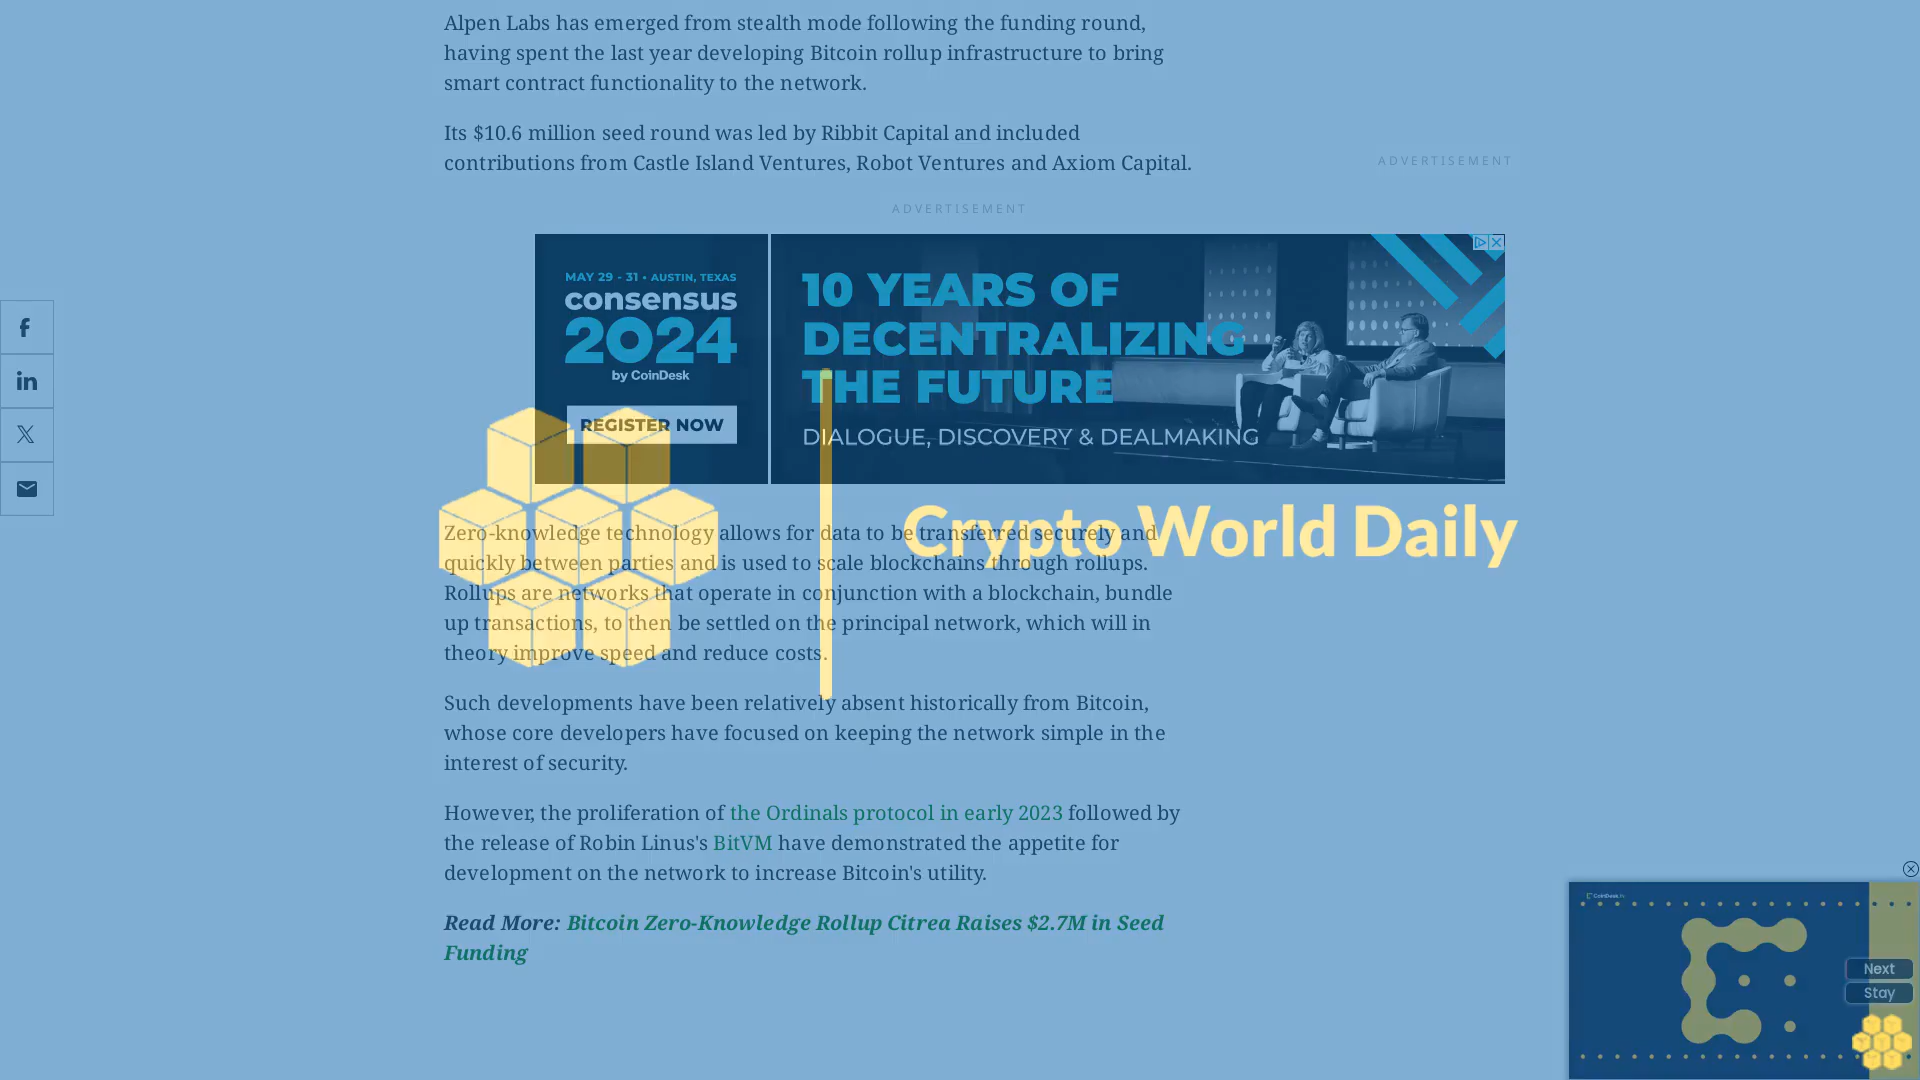 Alpen Labs has emerged from stealth mode following the funding round,
having spent the last year developing Bitcoin rollup infrastructure to bring
smart contract functionality to the network.
Its $10.6 million seed round was led by Ribbit Capital and included
contributions from Castle Island Ventures, Robot Ventures and Axiom Capital.
ADVERTISEMENT
ADVERTISEMENT
MAY 29 - 31 • AUSTIN, TEXAS
consensus
2024
by CoinDesk
REGISTER NOW
10 YEARS OF
DECENTRALIZING
THE FUTURE
DIALOGUE, DISCOVERY & DEALMAKING
Crypto World Daily
Zero-knowledge technology allows for data to be transferred securely and
quickly between parties and is used to scale blockchains through rollups.
Rollups are networks that operate in conjunction with a blockchain, bundle
up transactions, to then be settled on the principal network, which will in
theory improve speed and reduce costs.
Such developments have been relatively absent historically from Bitcoin,
whose core developers have focused on keeping the network simple in the
interest of security.
However, the proliferation of the Ordinals protocol in early 2023 followed by
the release of Robin Linus's BitVM have demonstrated the appetite for
development on the network to increase Bitcoin's utility.
Read More: Bitcoin Zero-Knowledge Rollup Citrea Raises $2.7M in Seed
Funding
Next
Stay